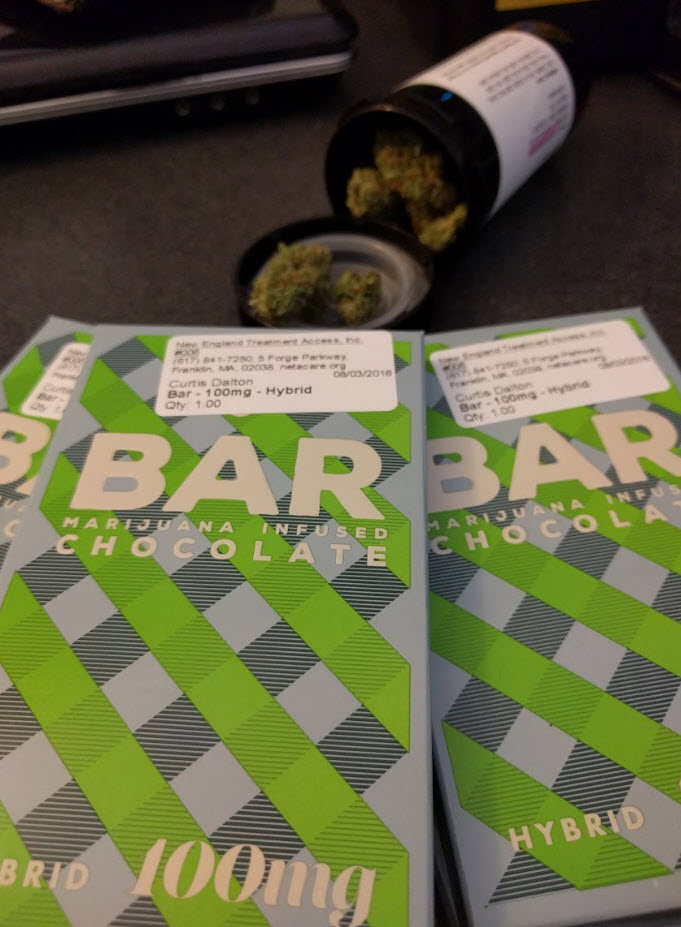 New England Treatment Access, Inc.
#006
(617) 841-7250, 5 Forge Parkway,
Franklin, MA, 02038. netacare.org
08/03/2016
Curtis Dalton
Bar - 100mg - Hybrid
Qty: 1.00
BAR
MARIJUANA INFUSED
CHOCOLATE
BRID
100mg
New England Treatment Access, Inc.
#006
(617) 841-7250, 5 Forge Parkway,
Franklin, MA, 02038. netacare.org
08/03/2016
Curtis Dalton
Bar - 100mg - Hybrid
Qty: 1.00
BAR
MARIJUANA INFUS
CHOCOLAT
HYBRID